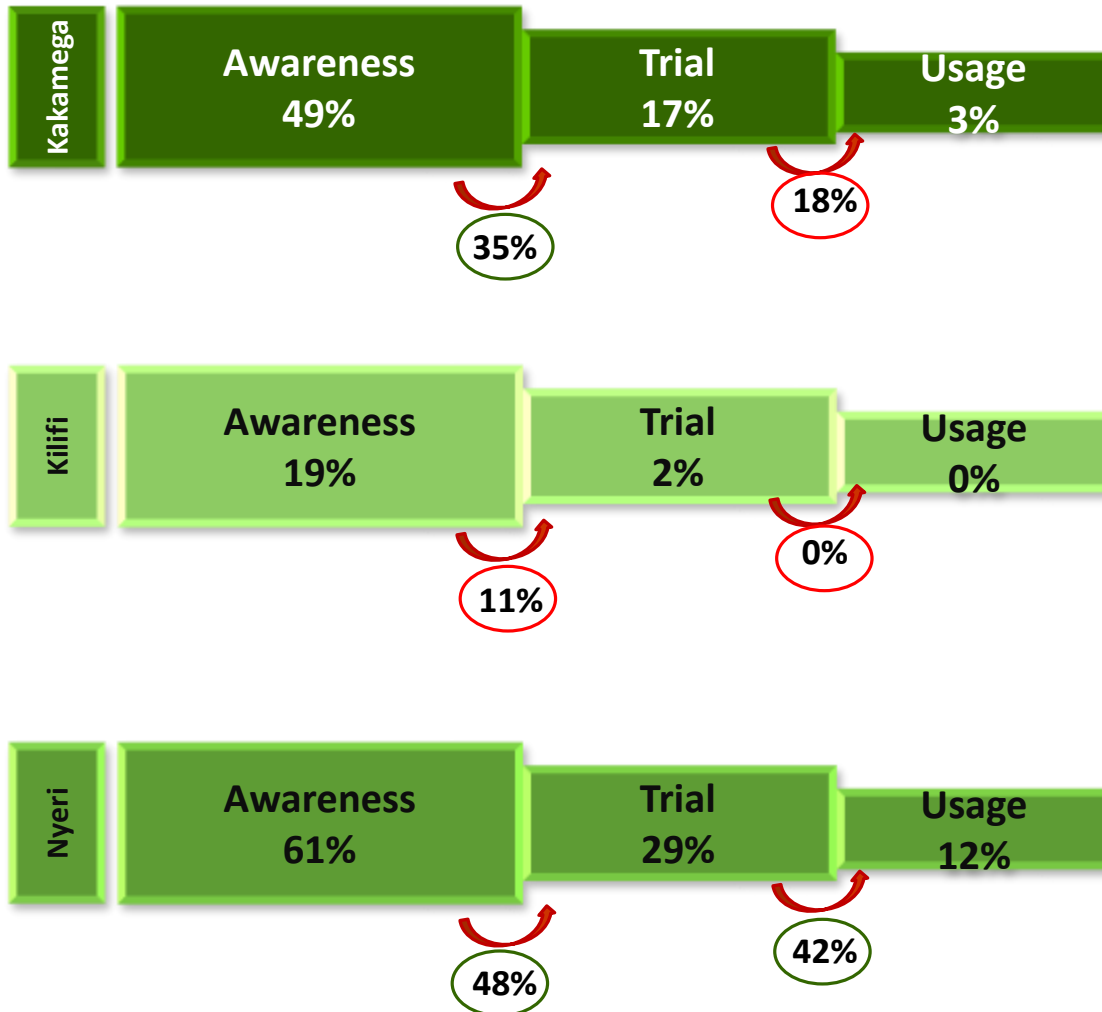 Kakamega
Awareness
49%
Trial
17%
Usage
3%
35%
18%
Kilifi
Awareness
19%
Trial
2%
Usage
0%
11%
0%
Nyeri
Awareness
61%
Trial
29%
Usage
12%
48%
42%